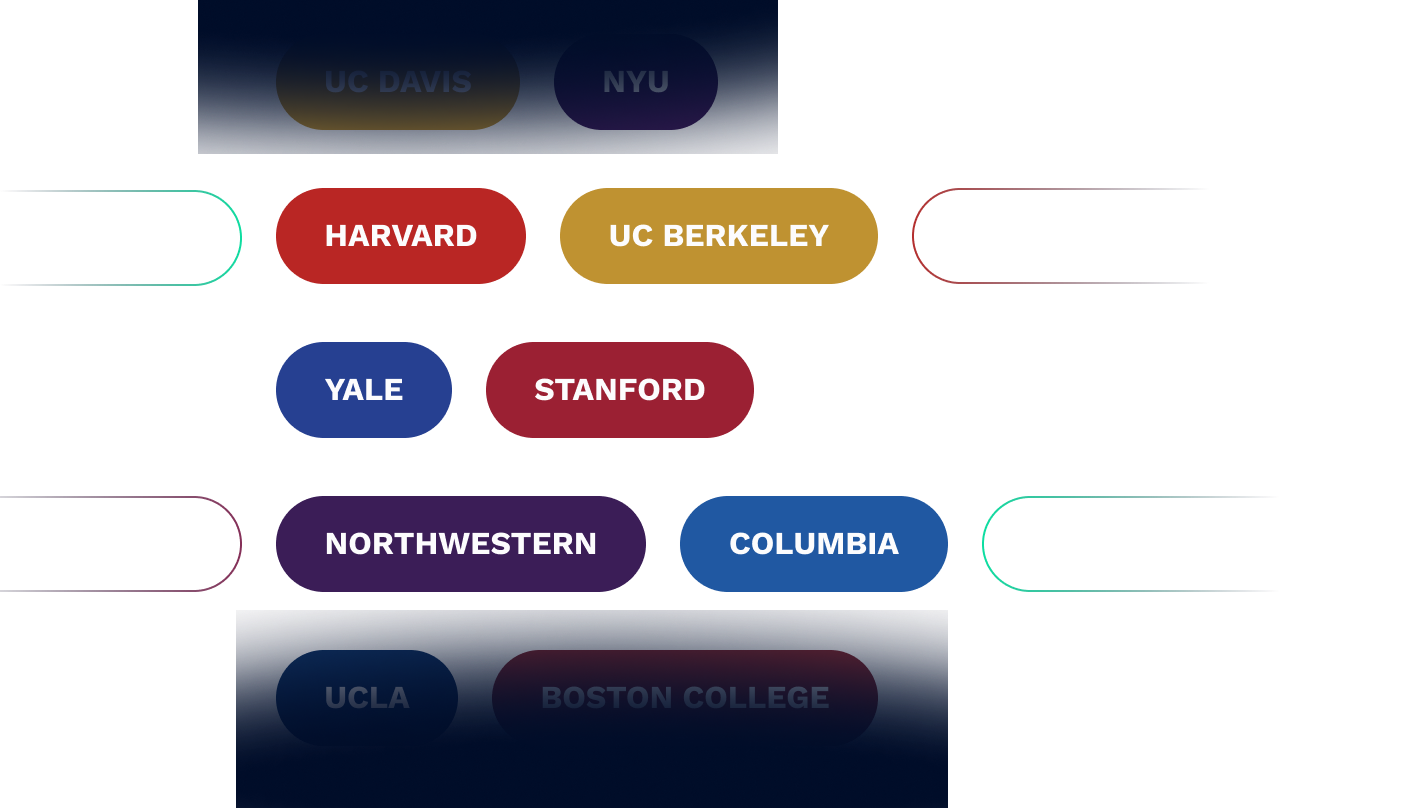 UC DAVIS NYU
HARVARD UC BERKELEY
YALE STANFORD
NORTHWESTERN COLUMBIA
UCLA BOSTON COLLEGE